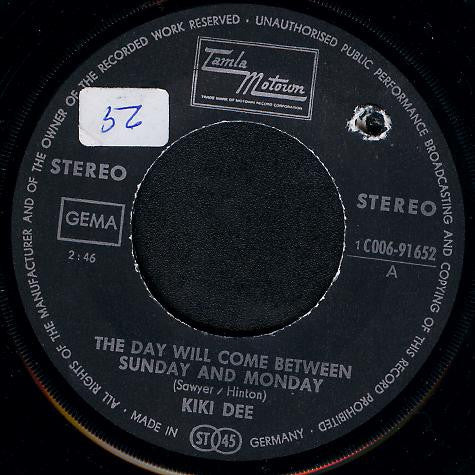 ALL RIGHTS OF THE MANUFACTURER AND OF THE OWNER OF THE RECORDED WORK RESERVED • UNAUTHORISED PUBLIC PERFORMANCE BROADCASTING AND COPYING OF THIS RECORD PROHIBITED
Tamla
Motown
TRADE MARK OF MOTOWN RECORD CORPORATION
52
STEREO
STEREO
GEMA
2:46
1 C006-91652
A
THE DAY WILL COME BETWEEN
SUNDAY AND MONDAY
(Sawyer / Hinton)
KIKI DEE
MADE IN ST 45 GERMANY